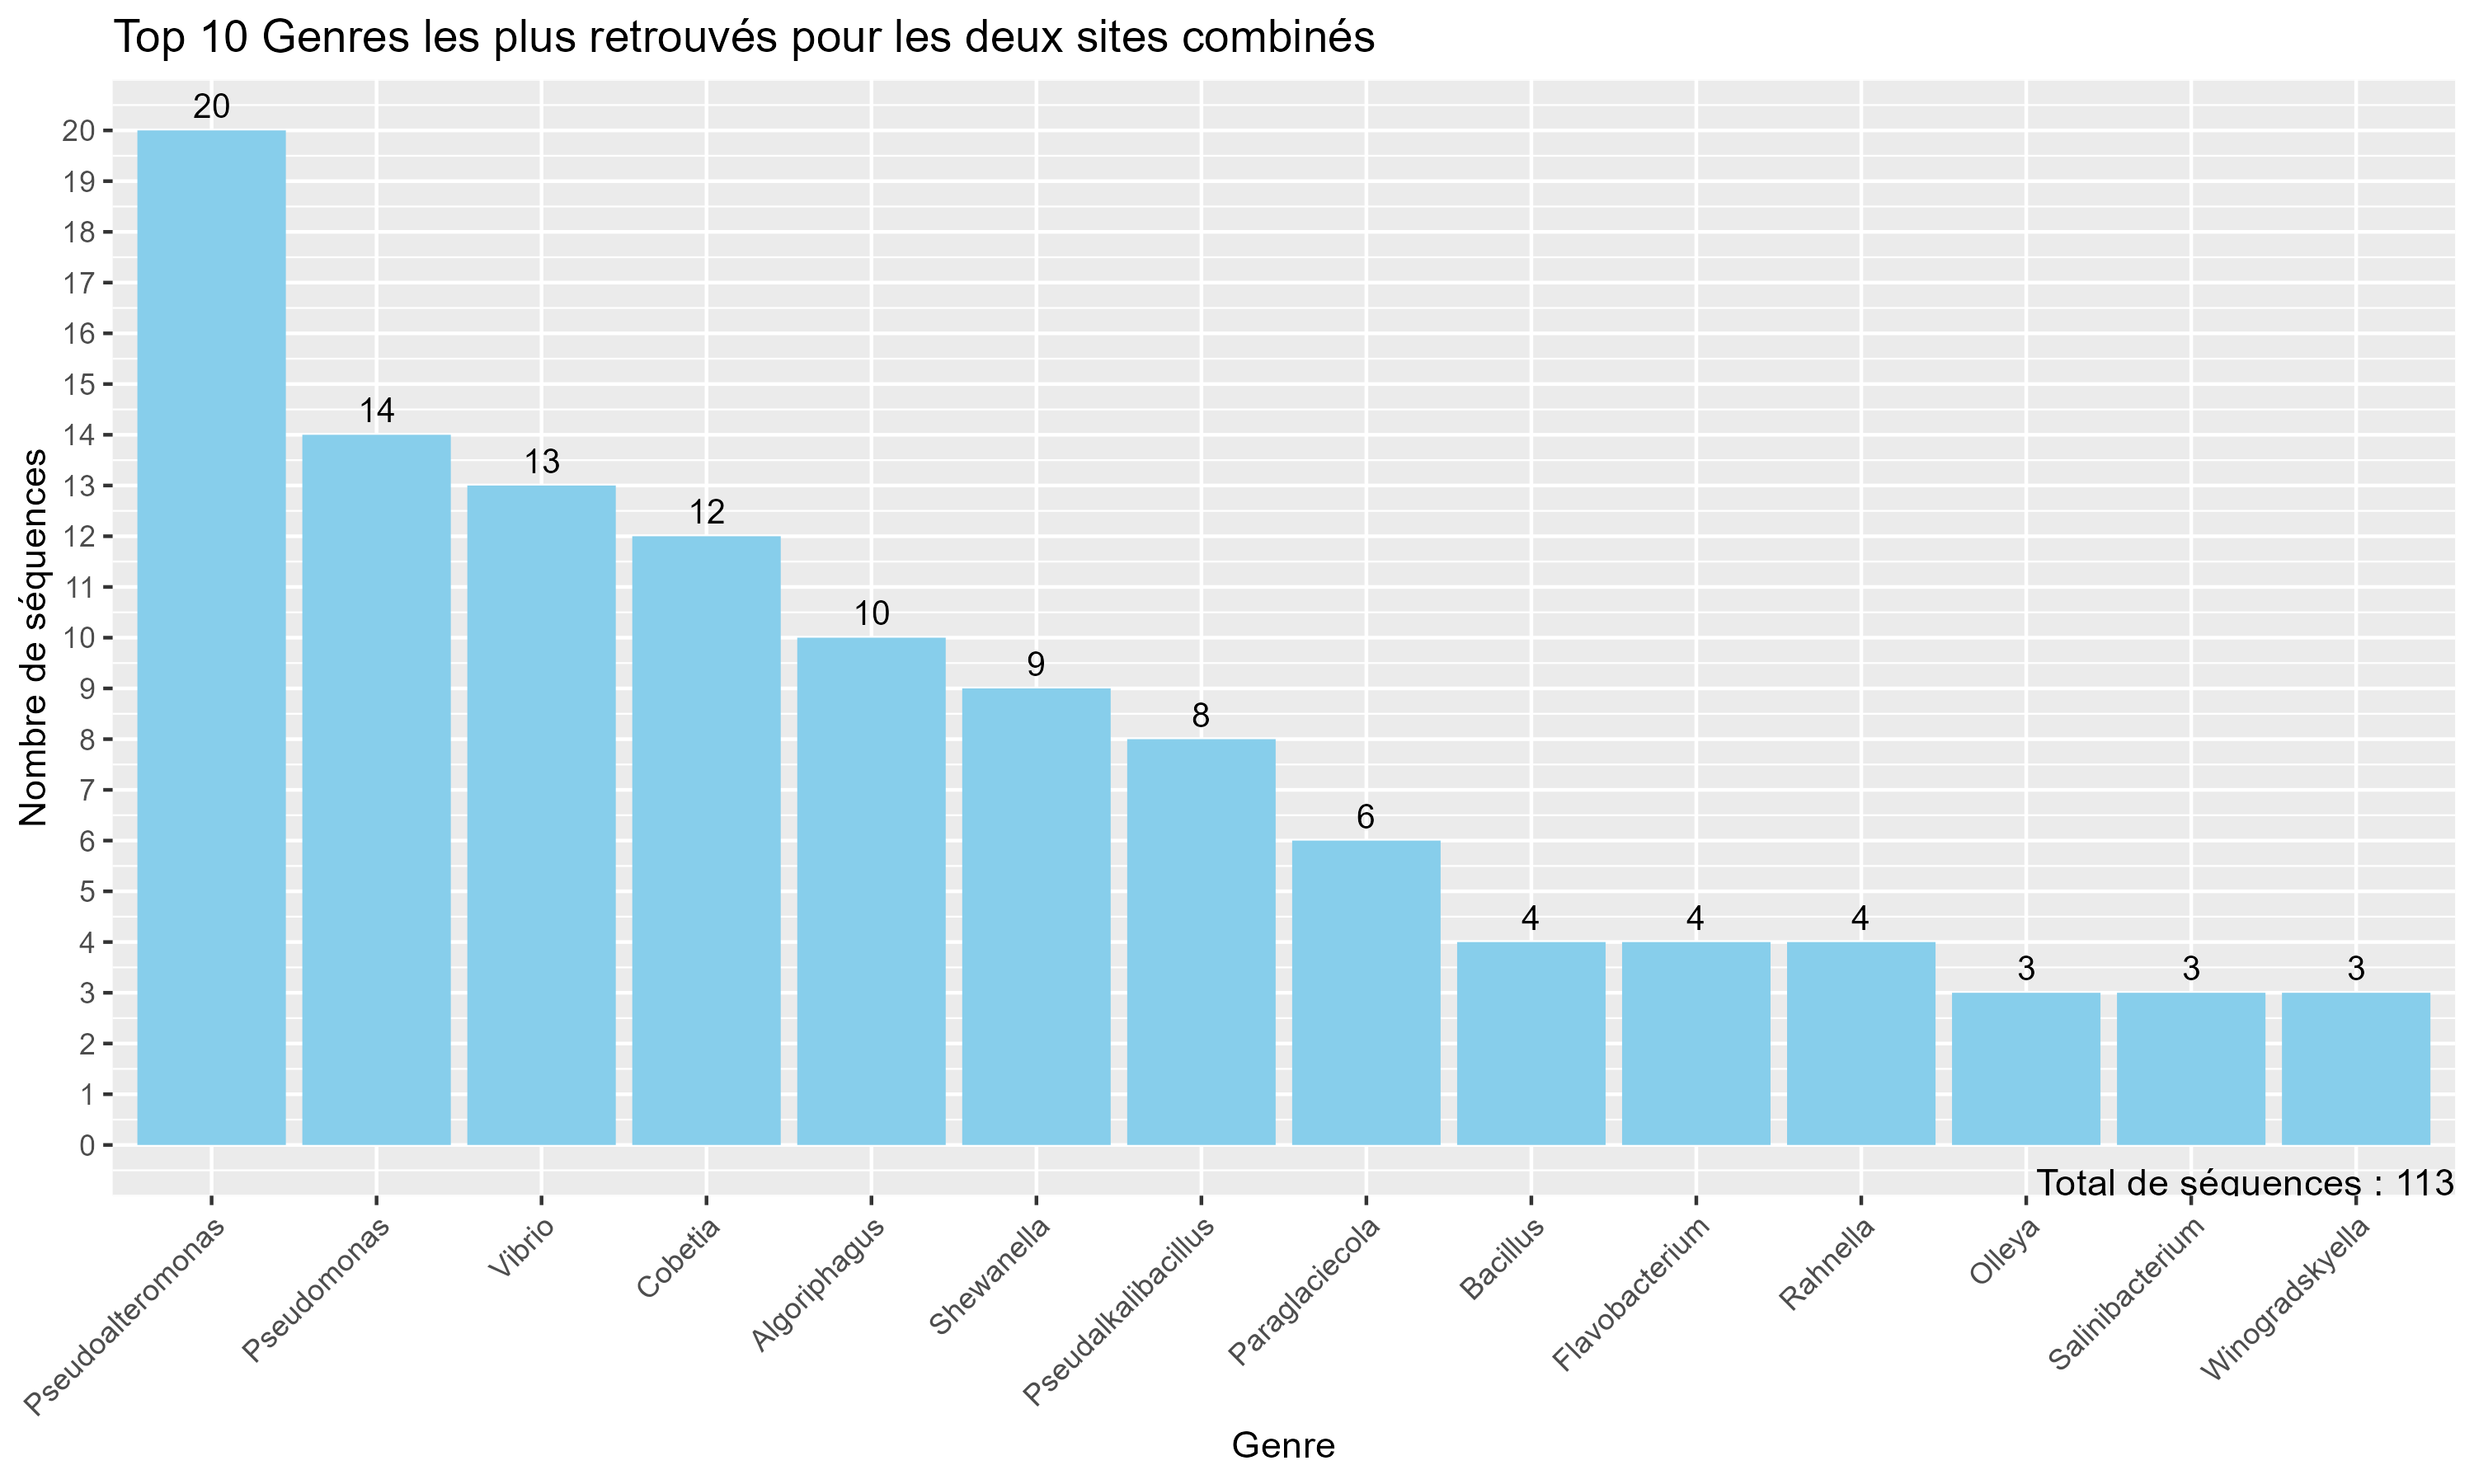 Top 10 Genres les plus retrouvés pour les deux sites combinés
Nombre de séquences
20
19
18
17
16
15
14
13
12
11
10
9
8
7
6
5
4
3
2
1
0
20
14
13
12
10
9
8
6
4
4
4
3
3
3
Total de séquences : 113
Pseudoalteromonas
Pseudomonas
Vibrio
Cobetia
Algoriphagus
Shewanella
Pseudalkalibacillus
Paraglaciecola
Bacillus
Flavobacterium
Rahnella
Olleya
Salinibacterium
Winogradskyella
Genre